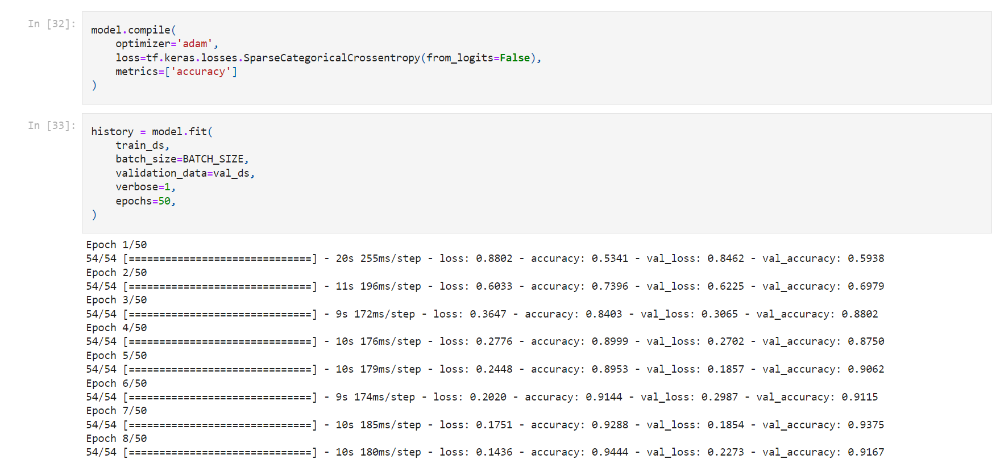 In [32]:
model.compile(
    optimizer='adam',
    loss=tf.keras.losses.SparseCategoricalCrossentropy(from_logits=False),
    metrics=['accuracy']
)
In [33]:
history = model.fit(
    train_ds,
    batch_size=BATCH_SIZE,
    validation_data=val_ds,
    verbose=1,
    epochs=50,
)
Epoch 1/50
54/54 [==============================] - 20s 255ms/step - loss: 0.8802 - accuracy: 0.5341 - val_loss: 0.8462 - val_accuracy: 0.5938
Epoch 2/50
54/54 [==============================] - 11s 196ms/step - loss: 0.6033 - accuracy: 0.7396 - val_loss: 0.6225 - val_accuracy: 0.6979
Epoch 3/50
54/54 [==============================] - 9s 172ms/step - loss: 0.3647 - accuracy: 0.8403 - val_loss: 0.3065 - val_accuracy: 0.8802
Epoch 4/50
54/54 [==============================] - 10s 176ms/step - loss: 0.2776 - accuracy: 0.8999 - val_loss: 0.2702 - val_accuracy: 0.8750
Epoch 5/50
54/54 [==============================] - 10s 179ms/step - loss: 0.2448 - accuracy: 0.8953 - val_loss: 0.1857 - val_accuracy: 0.9062
Epoch 6/50
54/54 [==============================] - 9s 174ms/step - loss: 0.2020 - accuracy: 0.9144 - val_loss: 0.2987 - val_accuracy: 0.9115
Epoch 7/50
54/54 [==============================] - 10s 185ms/step - loss: 0.1751 - accuracy: 0.9288 - val_loss: 0.1854 - val_accuracy: 0.9375
Epoch 8/50
54/54 [==============================] - 10s 180ms/step - loss: 0.1436 - accuracy: 0.9444 - val_loss: 0.2273 - val_accuracy: 0.9167